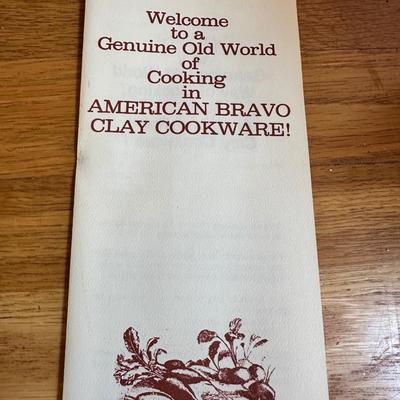 Welcome
to a
Genuine Old World
of
Cooking
in
AMERICAN BRAVO
CLAY COOKWARE!